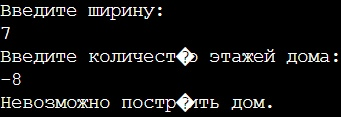 Введите ширину:
7
Введите количест�о этажей дома:
-8
Невозможно постр�ить дом.